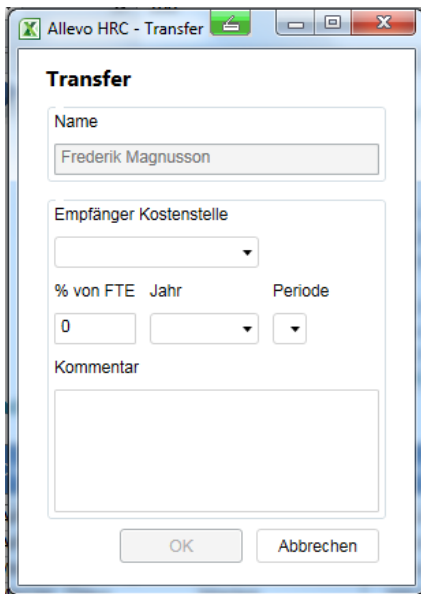 Allevo HRC - Transfer
Transfer
Name
Frederik Magnusson
Empfänger Kostenstelle
% von FTE Jahr Periode
0
Kommentar
OK Abbrechen